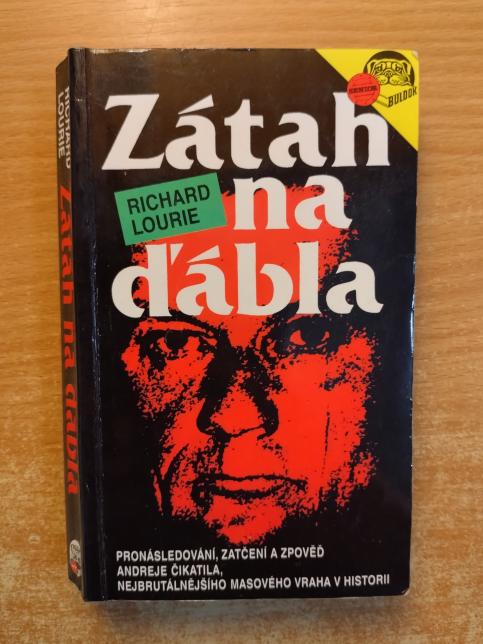 Zátah
na
ďábla
RICHARD
LOURIE
SENIOR
BULDOK
PRONÁSLEDOVÁNÍ, ZATČENÍ A ZPOVĚĎ
ANDREJE ČIKATILA,
NEJBRUTÁLNĚJŠÍHO MASOVÉHO VRAHA V HISTORII
RICHARD
LOURIE
Zátah na ďábla